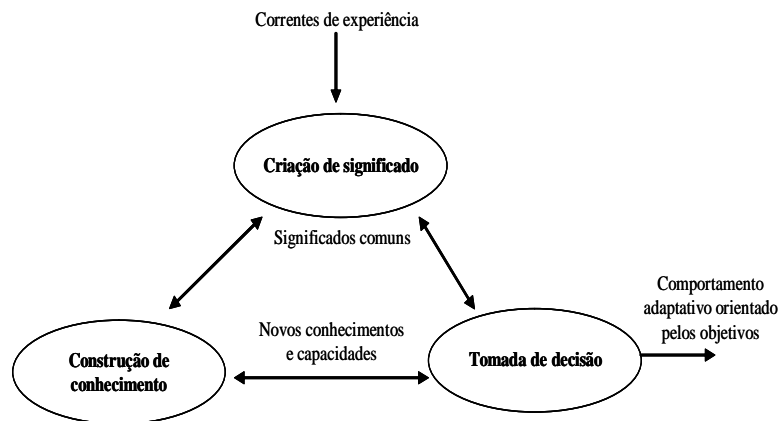 Correntes de experiência
Criação de significado
Significados comuns
Comportamento
adaptativo orientado
pelos objetivos
Novos conhecimentos
e capacidades
Construção de
conhecimento
Tomada de decisão